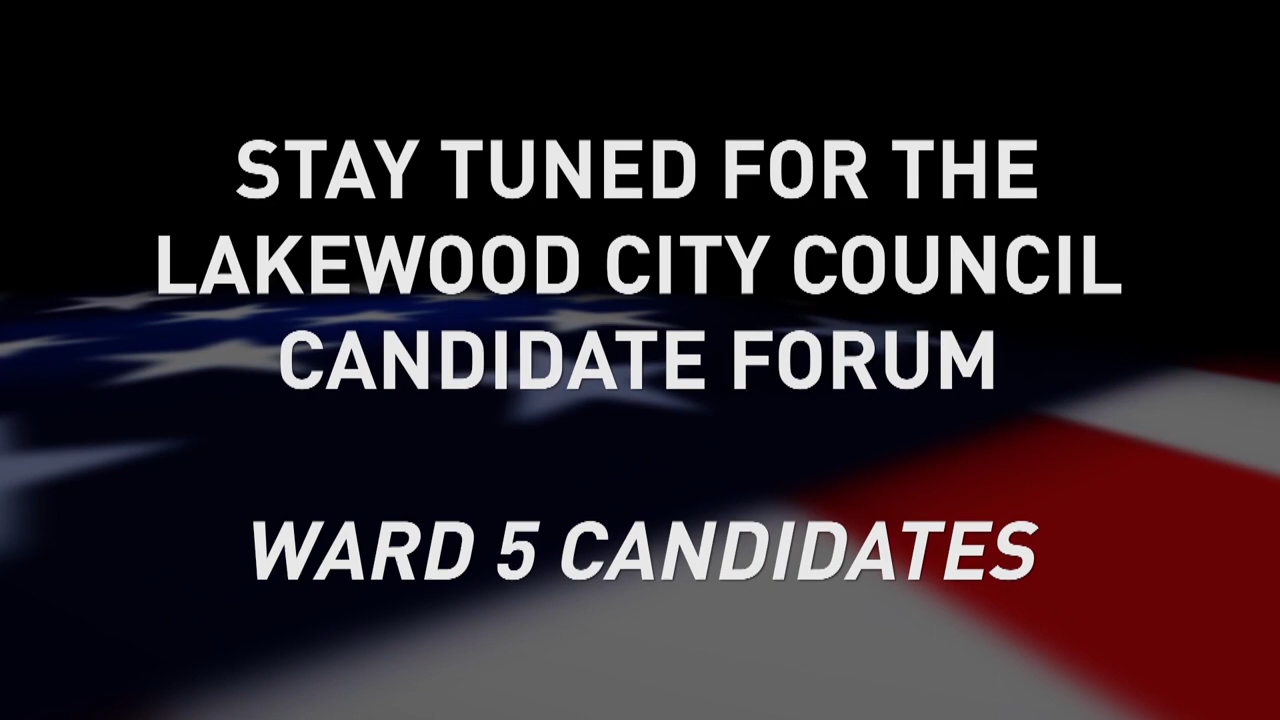 STAY TUNED FOR THE
LAKEWOOD CITY COUNCIL
CANDIDATE FORUM
WARD 5 CANDIDATES